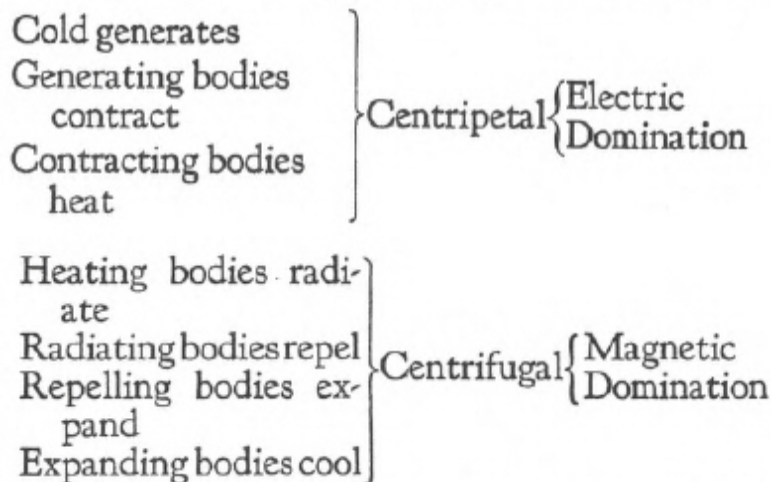 Cold generates
Generating bodies
contract
Contracting bodies
heat
Centripetal
Electric
Domination
Heating bodies radi-
ate
Radiating bodies repel
Repelling bodies ex-
pand
Expanding bodies cool
Centrifugal
Magnetic
Domination